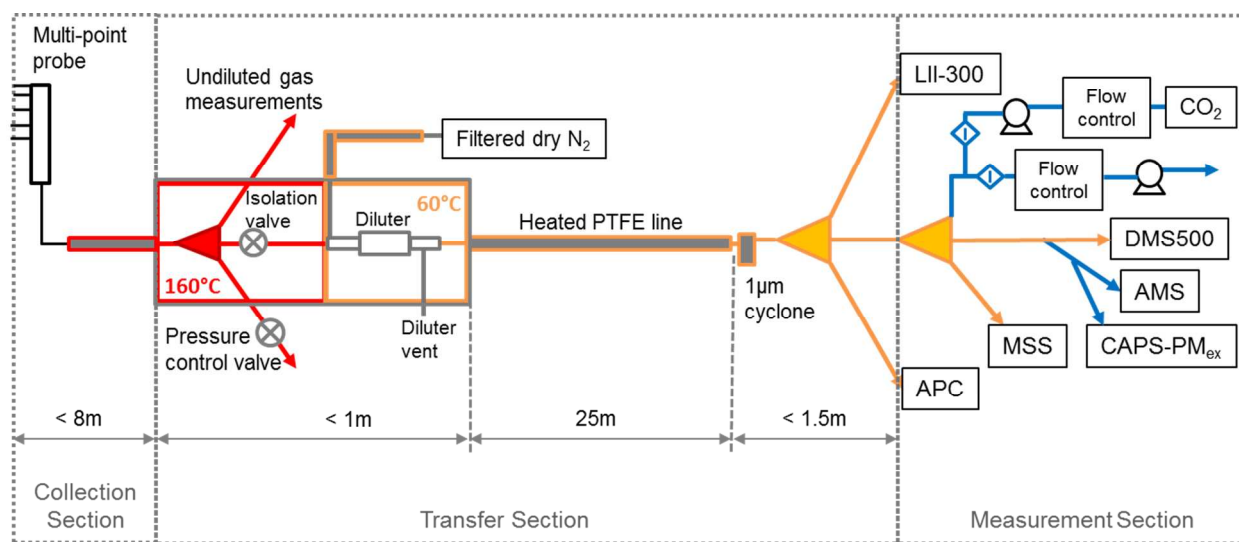 Multi-point
probe
Undiluted gas
measurements
Filtered dry N₂
LII-300
Flow
control
CO₂
Flow
control
Isolation
valve
Diluter
60°C
160°C
Heated PTFE line
DMS500
1µm
cyclone
Diluter
vent
Pressure
control valve
AMS
MSS
CAPS-PMₑₓ
APC
< 8m
< 1m
25m
< 1.5m
Collection
Section
Transfer Section
Measurement Section